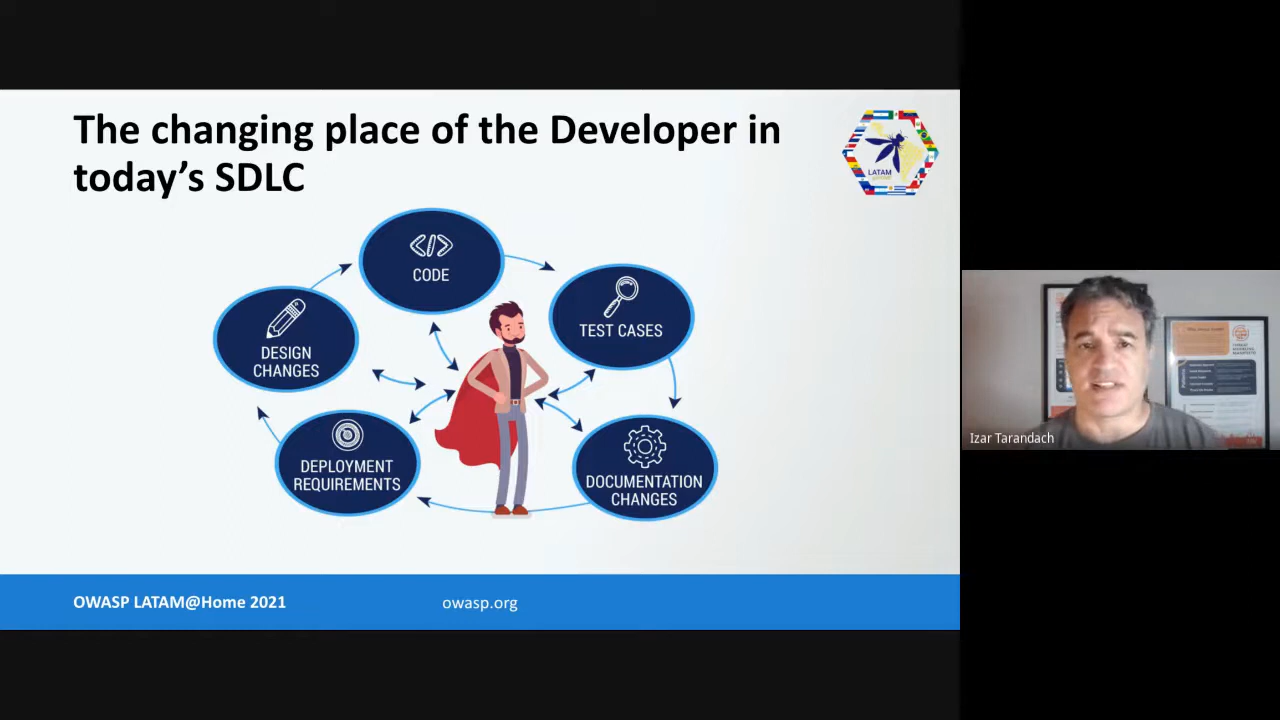 The changing place of the Developer in
today’s SDLC
LATAM
CODE
TEST CASES
DESIGN
CHANGES
DEPLOYMENT
REQUIREMENTS
DOCUMENTATION
CHANGES
Izar Tarandach
OWASP LATAM@Home 2021
owasp.org